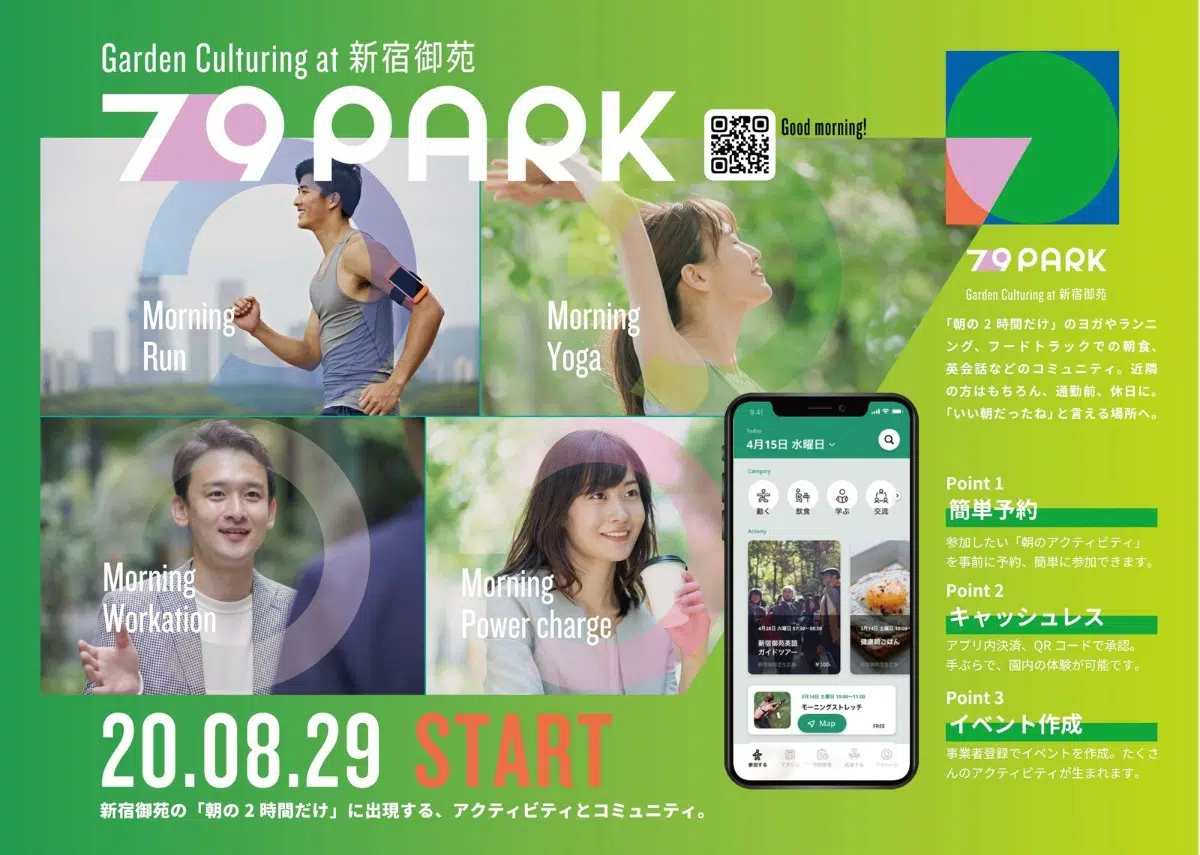 Garden Culturing at 新宿御苑
79 PARK
Good morning!
Morning
Run
Morning
Yoga
Morning
Workation
Morning
Power charge
20.08.29 START
新宿御苑の「朝の2時間だけ」に出現する、アクティビティとコミュニティ。
9:41
Today
4月15日 水曜日
Category
動く
飲食
学ぶ
交流
Activity
4月28日 火曜日 07:30〜08:50
新宿御苑英語
ガイドツアー
¥500
健康朝ごはん
3月14日 土曜日 10:00〜11:00
モーニングストレッチ
Map
FREE
参加する
79 PARK
Garden Culturing at 新宿御苑
「朝の2時間だけ」のヨガやランニ
ング、フードトラックでの朝食、
英会話などのコミュニティ。近隣
の方はもちろん、通勤前、休日に。
「いい朝だったね」と言える場所へ。
Point 1
簡単予約
参加したい「朝のアクティビティ」
を事前に予約、簡単に参加できます。
Point 2
キャッシュレス
アプリ内決済、QRコードで承認。
手ぶらで、園内の体験が可能です。
Point 3
イベント作成
事業者登録でイベントを作成。たくさ
んのアクティビティが生まれます。